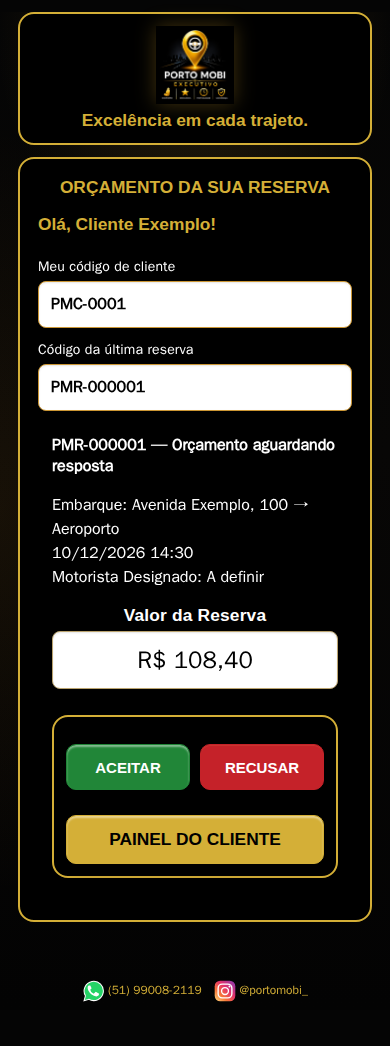 PORTO MOBI
EXECUTIVO
Excelência em cada trajeto.
ORÇAMENTO DA SUA RESERVA
Olá, Cliente Exemplo!
Meu código de cliente
PMC-0001
Código da última reserva
PMR-000001
PMR-000001 — Orçamento aguardando
resposta
Embarque: Avenida Exemplo, 100 →
Aeroporto
10/12/2026 14:30
Motorista Designado: A definir
Valor da Reserva
R$ 108,40
ACEITAR RECUSAR
PAINEL DO CLIENTE
(51) 99008-2119 @portomobi_